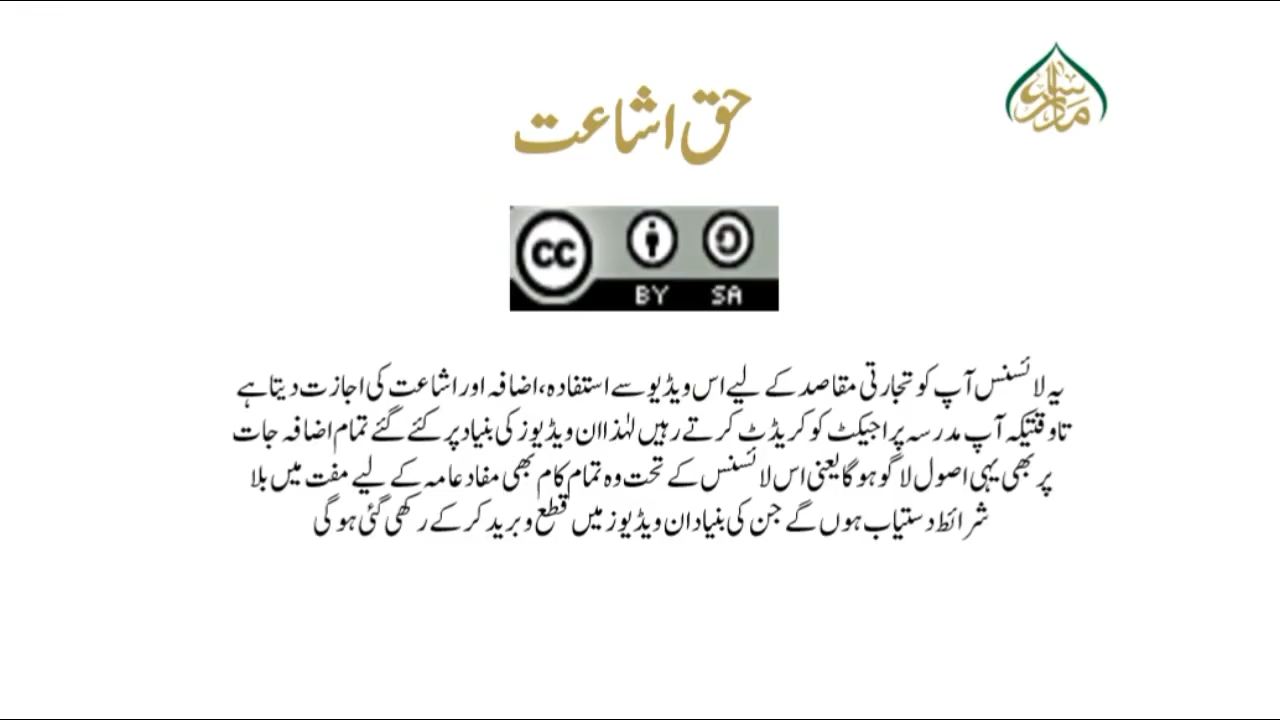 حق اشاعت
cc
BY SA
یہ لائسنس آپ کو تجارتی مقاصد کے لیے اس ویڈیو سے استفادہ، اضافہ اور اشاعت کی اجازت دیتا ہے
تاوقتیکہ آپ مدرسہ پراجیکٹ کو کریڈٹ کرتے رہیں لہٰذا ان ویڈیوز کی بنیاد پر کئے گئے تمام اضافہ جات
پر بھی یہی اصول لاگو ہوگا یعنی اس لائسنس کے تحت وہ تمام کام بھی مفاد عامہ کے لیے مفت میں بلا
شرائط دستیاب ہوں گے جن کی بنیاد ان ویڈیوز میں قطع و برید کر کے رکھی گئی ہوگی